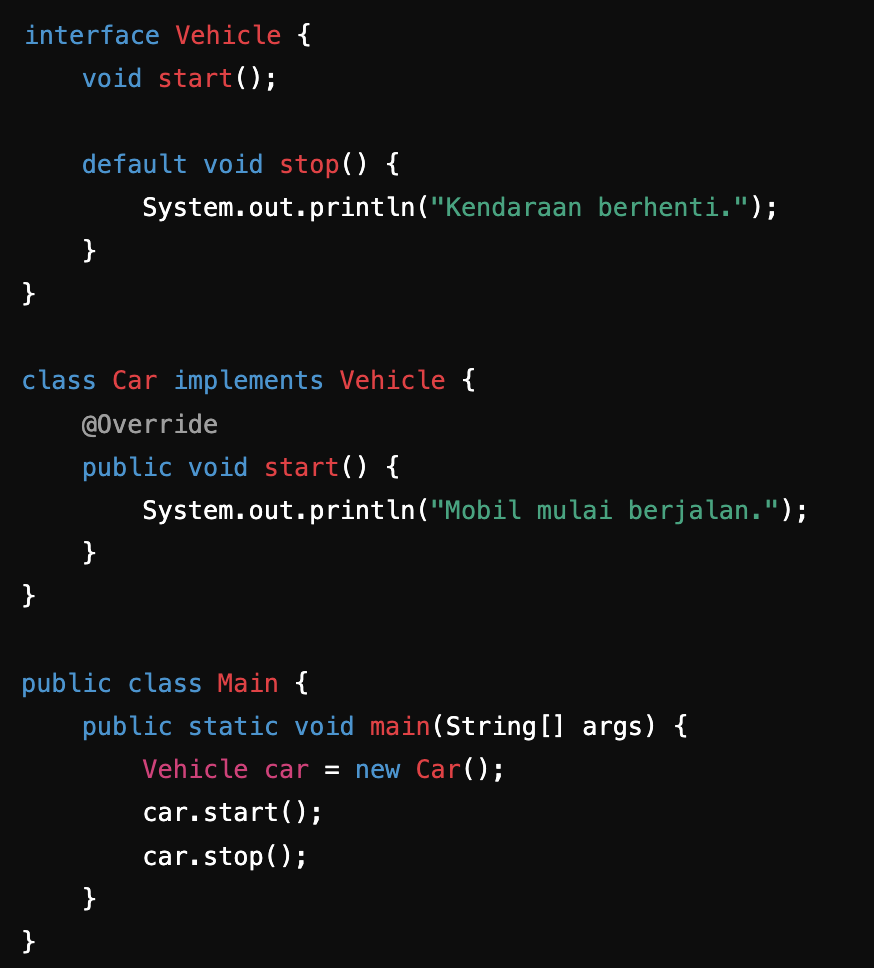 interface Vehicle {
    void start();

    default void stop() {
        System.out.println("Kendaraan berhenti.");
    }
}

class Car implements Vehicle {
    @Override
    public void start() {
        System.out.println("Mobil mulai berjalan.");
    }
}

public class Main {
    public static void main(String[] args) {
        Vehicle car = new Car();
        car.start();
        car.stop();
    }
}